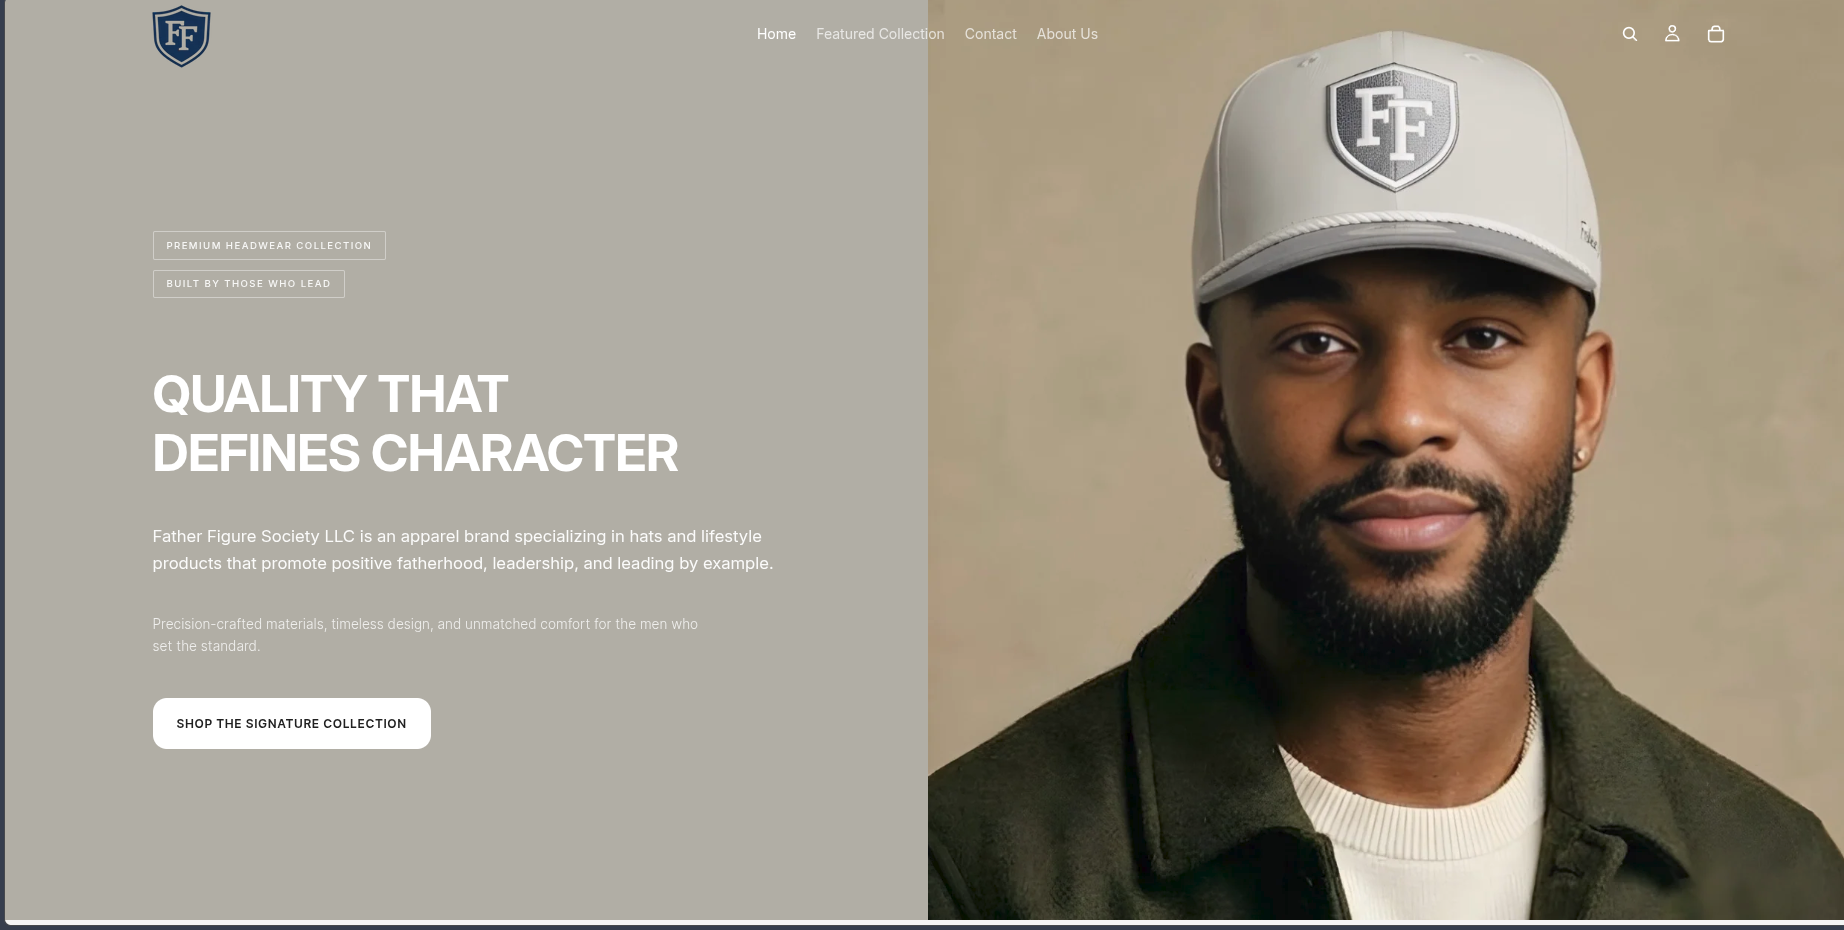 FF
Home Featured Collection Contact About Us
FF
PREMIUM HEADWEAR COLLECTION
BUILT BY THOSE WHO LEAD
QUALITY THAT
DEFINES CHARACTER
Father Figure Society LLC is an apparel brand specializing in hats and lifestyle
products that promote positive fatherhood, leadership, and leading by example.
Precision-crafted materials, timeless design, and unmatched comfort for the men who
set the standard.
SHOP THE SIGNATURE COLLECTION